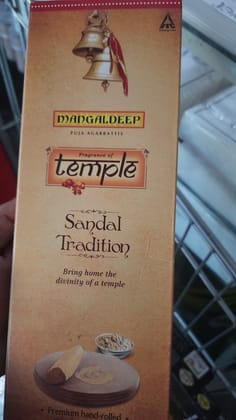 MANGALDEEP
PUJA AGARBATTIS
Fragrance of
temple
Sandal
Tradition
Bring home the
divinity of a temple
• Premium hand-rolled •